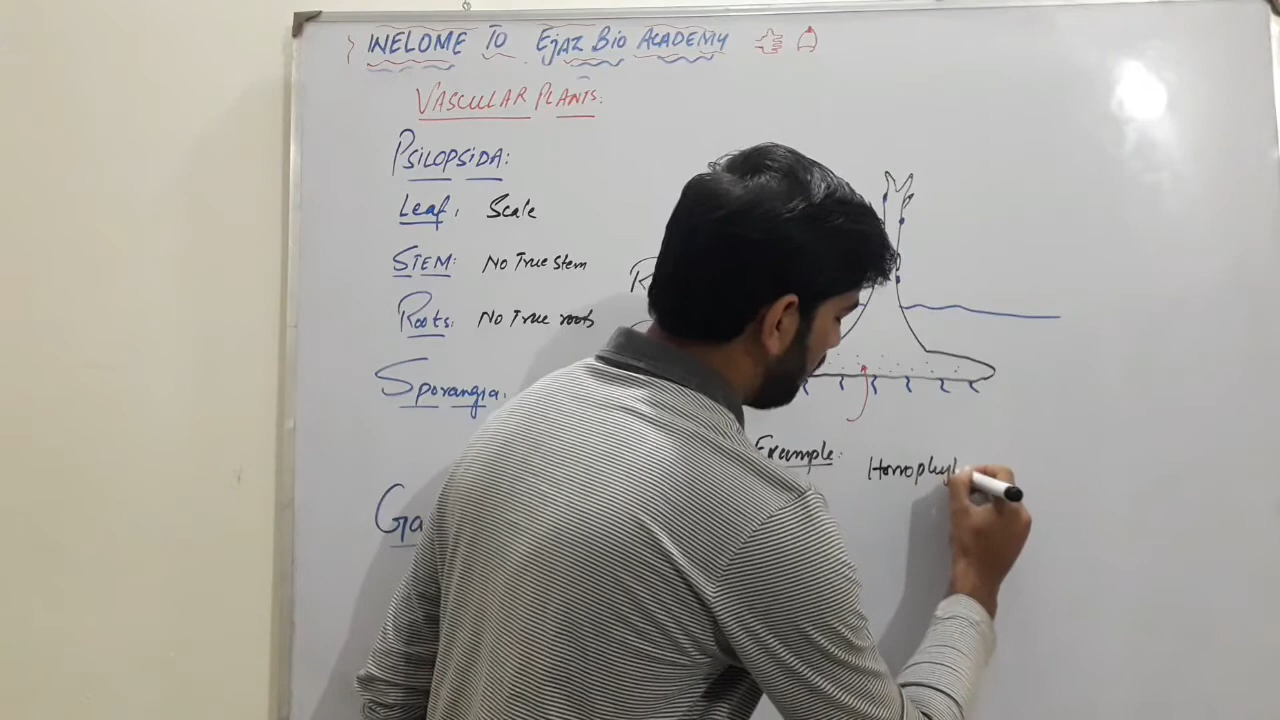 WELOME TO EJAZ BIO ACADEMY
VASCULAR PLANTS:
PSILOPSIDA:
Leaf: Scale
STEM: No True Stem
Roots: No True roots
Sporangia.
Example: Horrophyl
Ga